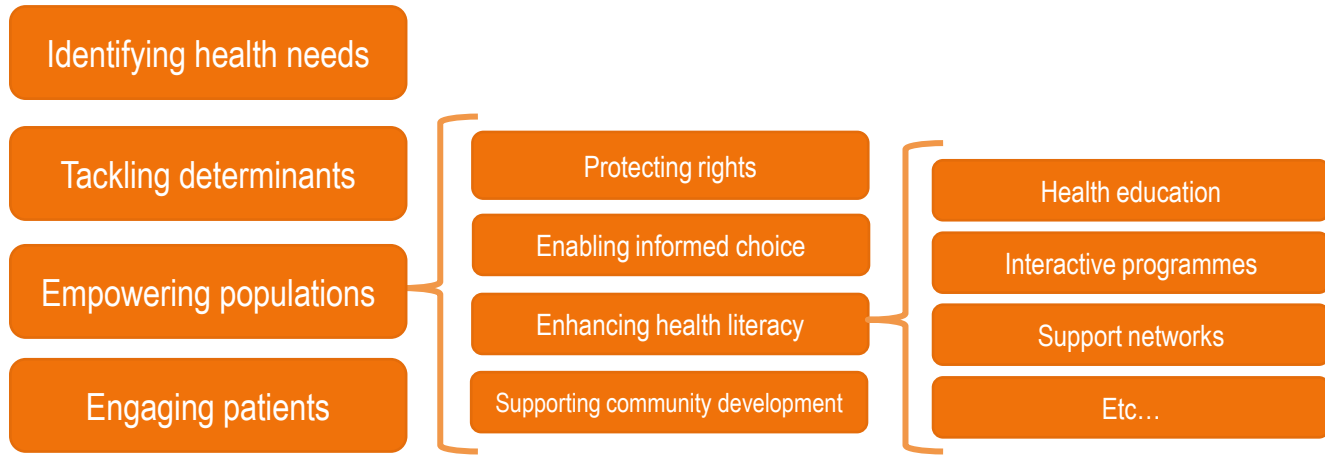 Identifying health needs
Tackling determinants
Empowering populations
Engaging patients
Protecting rights
Enabling informed choice
Enhancing health literacy
Supporting community development
Health education
Interactive programmes
Support networks
Etc…